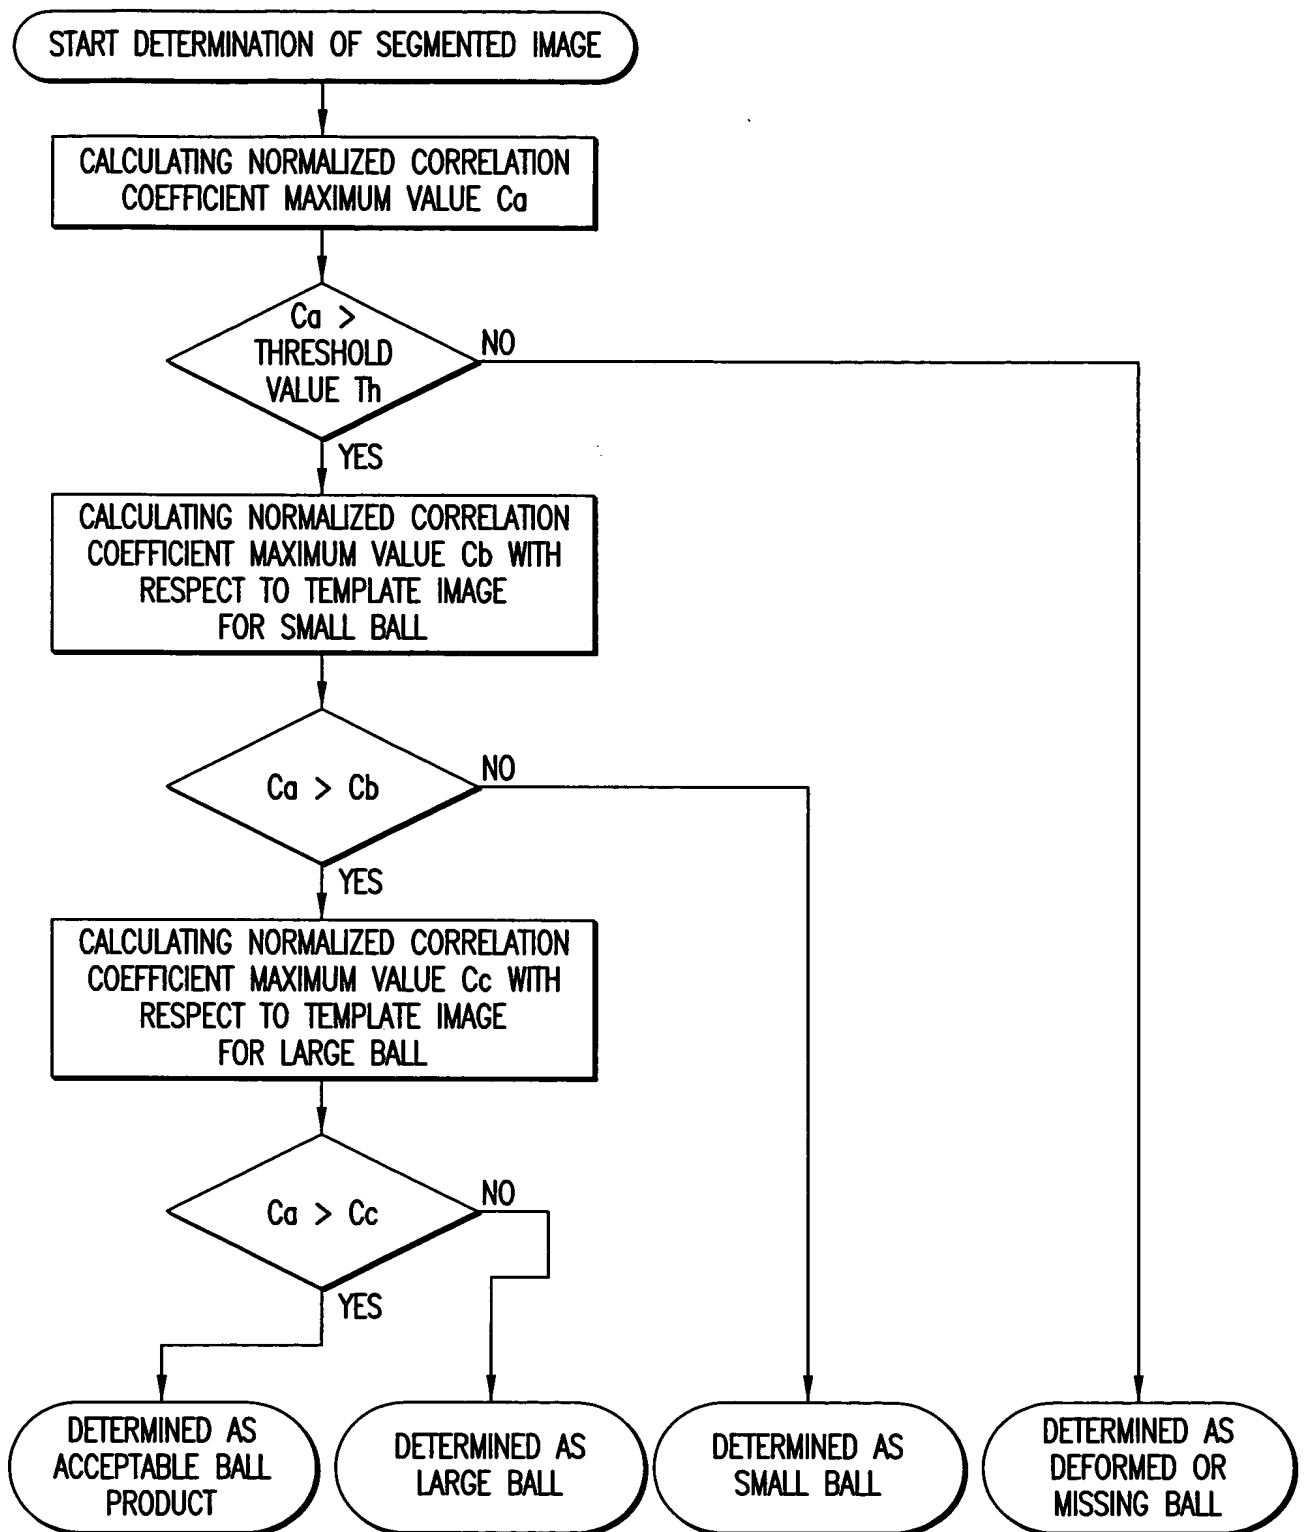 START DETERMINATION OF SEGMENTED IMAGE
CALCULATING NORMALIZED CORRELATION
COEFFICIENT MAXIMUM VALUE Ca
Ca >
THRESHOLD
VALUE Th
NO
YES
CALCULATING NORMALIZED CORRELATION
COEFFICIENT MAXIMUM VALUE Cb WITH
RESPECT TO TEMPLATE IMAGE
FOR SMALL BALL
Ca > Cb
NO
YES
CALCULATING NORMALIZED CORRELATION
COEFFICIENT MAXIMUM VALUE Cc WITH
RESPECT TO TEMPLATE IMAGE
FOR LARGE BALL
Ca > Cc
NO
YES
DETERMINED AS
ACCEPTABLE BALL
PRODUCT
DETERMINED AS
LARGE BALL
DETERMINED AS
SMALL BALL
DETERMINED AS
DEFORMED OR
MISSING BALL